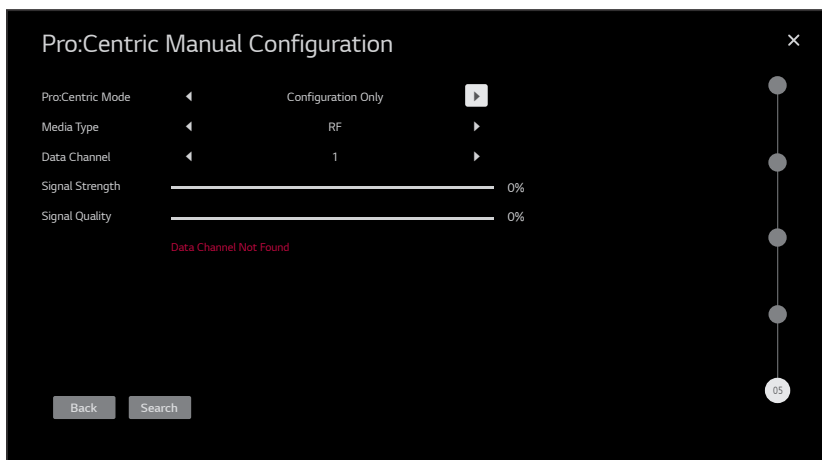 Pro:Centric Manual Configuration
Pro:Centric Mode Configuration Only
Media Type RF
Data Channel 1
Signal Strength 0%
Signal Quality 0%
Data Channel Not Found
05
Back Search